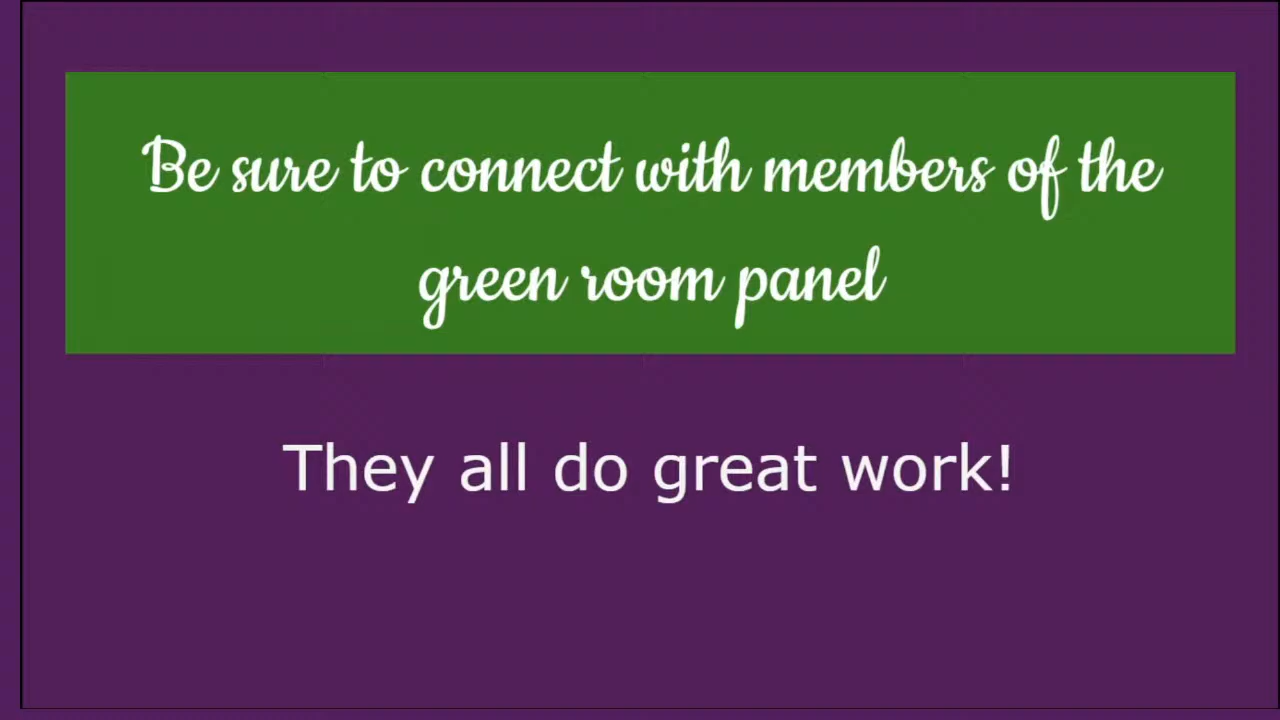 Be sure to connect with members of the
green room panel
They all do great work!